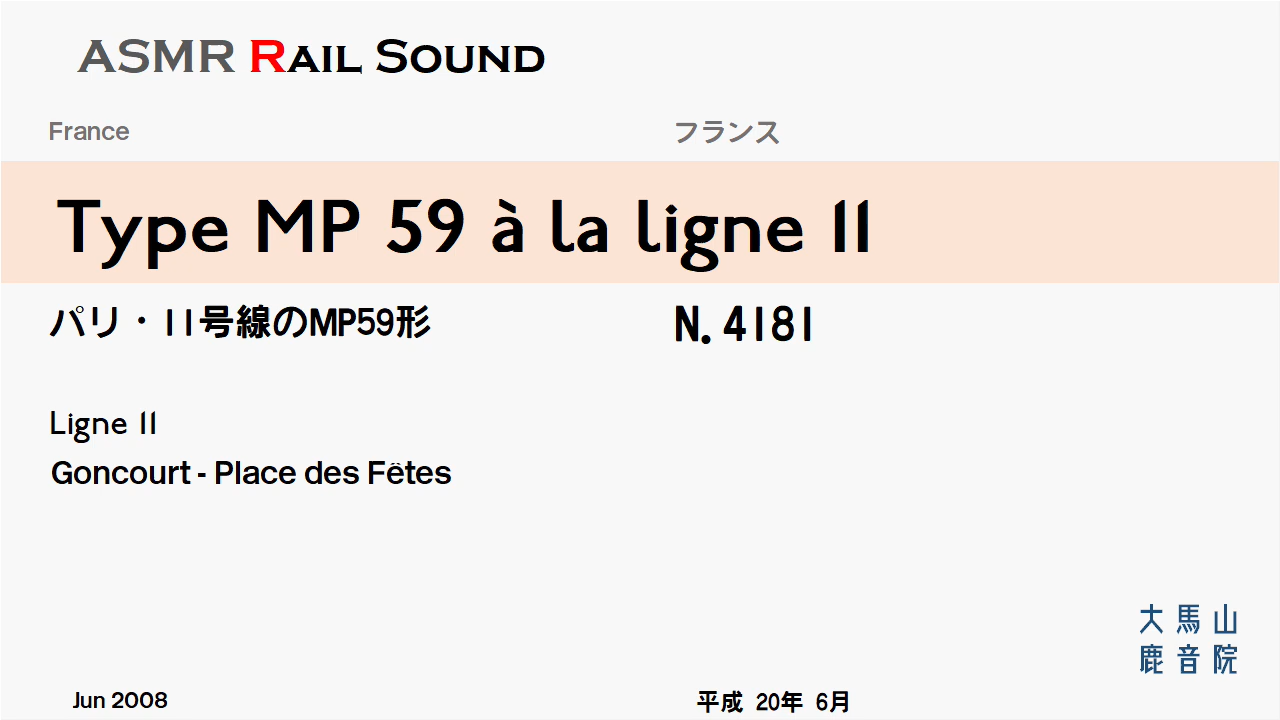 ASMR RAIL SOUND
France フランス
Type MP 59 à la ligne 11
パリ・11号線のMP59形 N.4181
Ligne 11
Goncourt - Place des Fêtes
大馬山
鹿音院
Jun 2008 平成 20年 6月